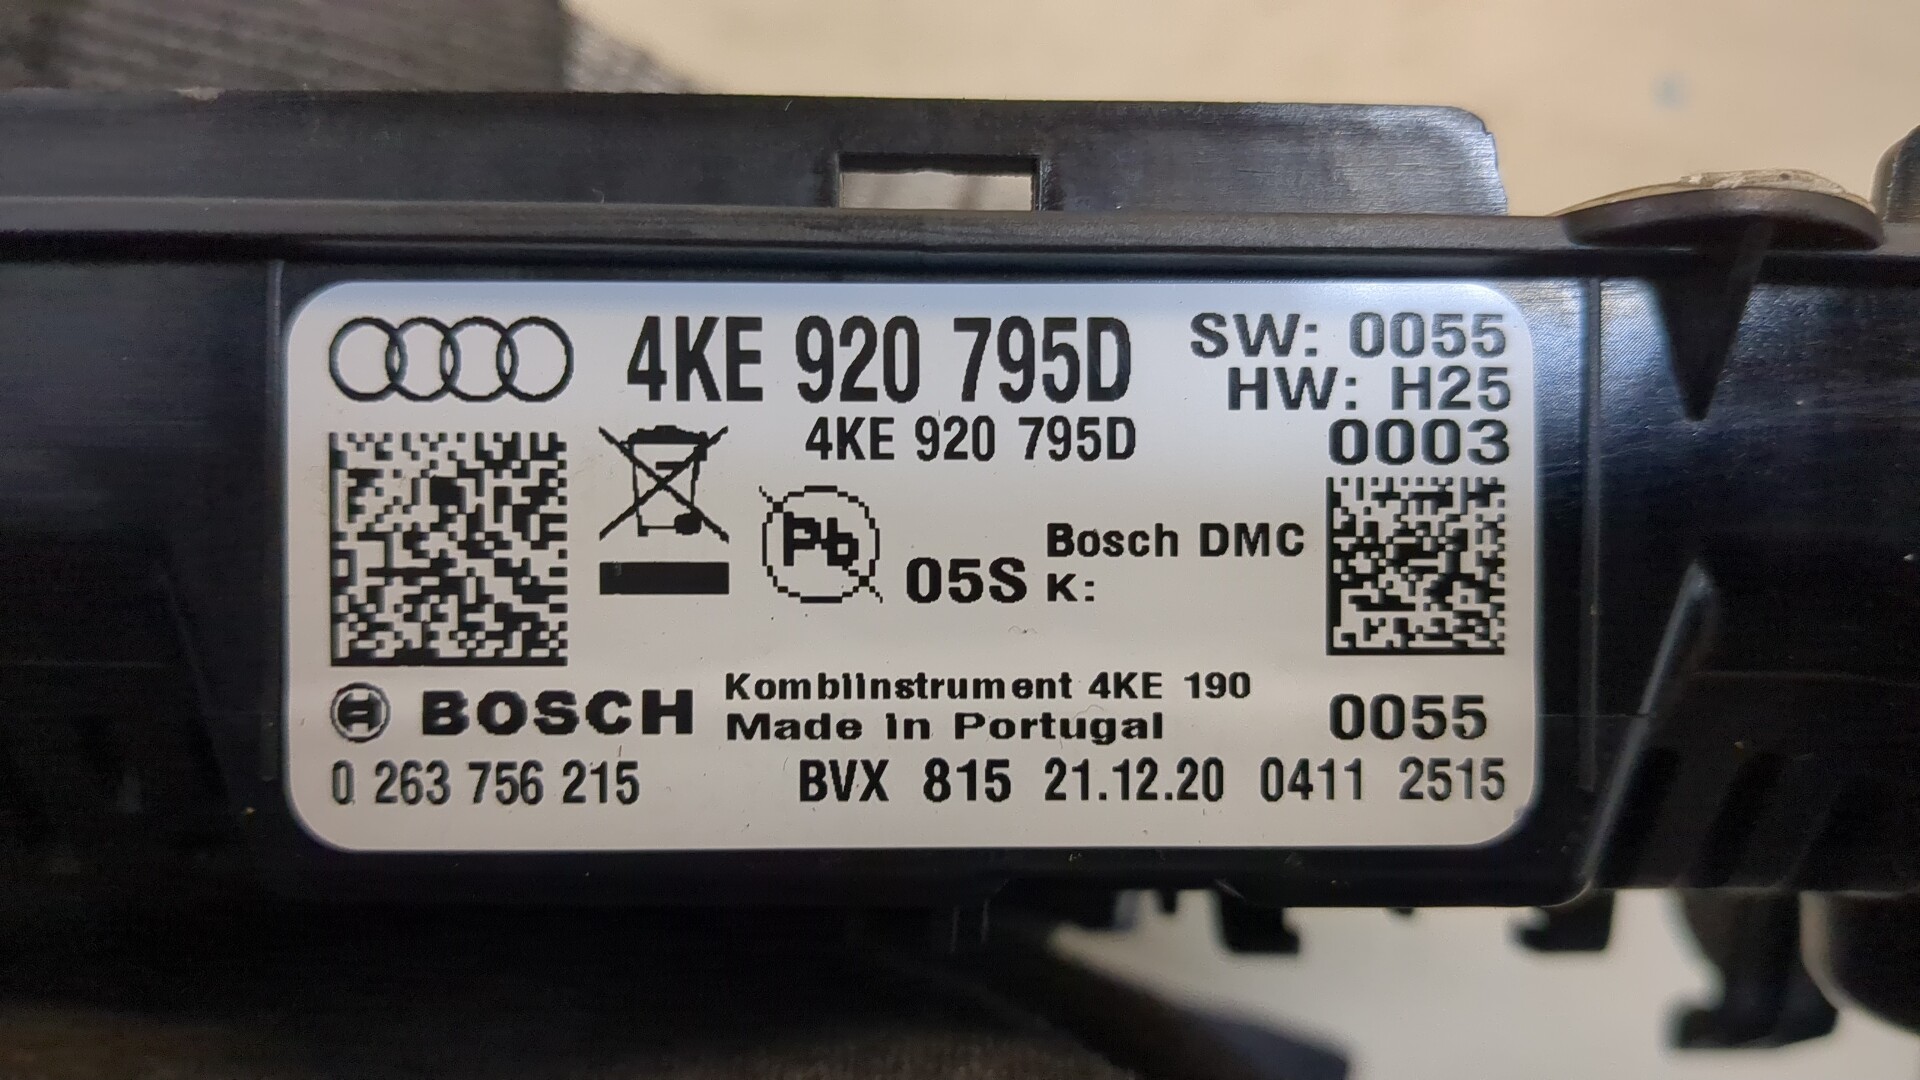 4KE 920 795D
SW: 0055
HW: H25
4KE 920 795D
0003
Pb
05S
Bosch DMC
K:
BOSCH
Kombiinstrument 4KE 190
Made in Portugal
0055
0 263 756 215
BVX 815 21.12.20 0411 2515